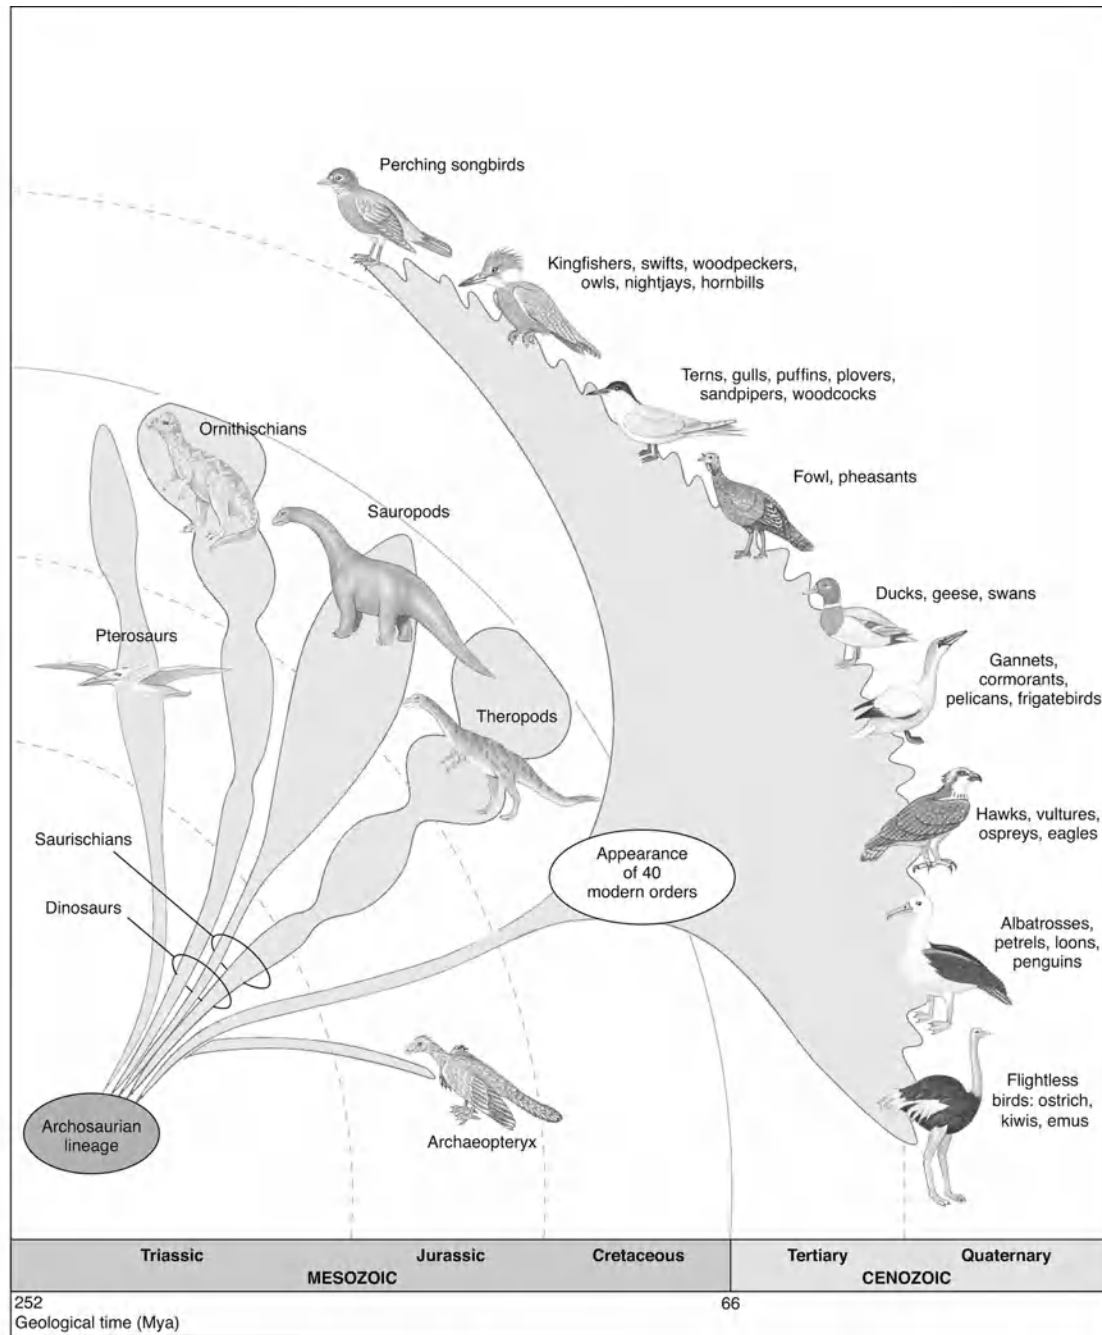 Perching songbirds
Kingfishers, swifts, woodpeckers,
owls, nightjays, hornbills
Terns, gulls, puffins, plovers,
sandpipers, woodcocks
Ornithischians
Fowl, pheasants
Sauropods
Ducks, geese, swans
Pterosaurs
Gannets,
cormorants,
pelicans, frigatebirds
Theropods
Hawks, vultures,
ospreys, eagles
Saurischians
Dinosaurs
Appearance
of 40
modern orders
Albatrosses,
petrels, loons,
penguins
Flightless
birds: ostrich,
kiwis, emus
Archosaurian
lineage
Archaeopteryx
Triassic
Jurassic
Cretaceous
Tertiary
Quaternary
MESOZOIC
CENOZOIC
252
66
Geological time (Mya)